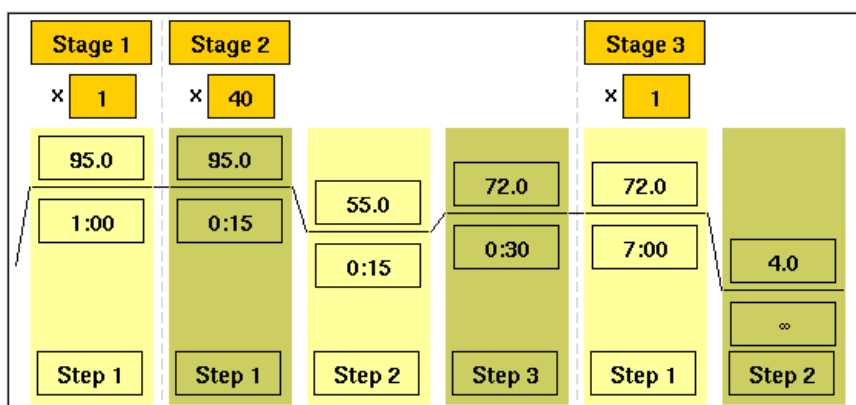 Stage 1 Stage 2 Stage 3
x 1 x 40 x 1
95.0 95.0 55.0 72.0 72.0 4.0
1:00 0:15 0:15 0:30 7:00 ∞
Step 1 Step 1 Step 2 Step 3 Step 1 Step 2